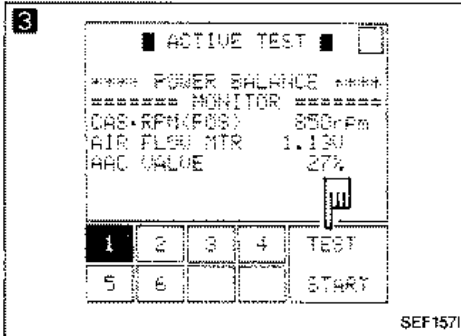 3
■ ACTIVE TEST ■
**** POWER BALANCE ****
======= MONITOR =======
CAS•RPM(POS) 850rpm
AIR FLOW MTR 1.13V
AAC VALVE 27%
1 2 3 4 TEST
5 6 START
SEF157I